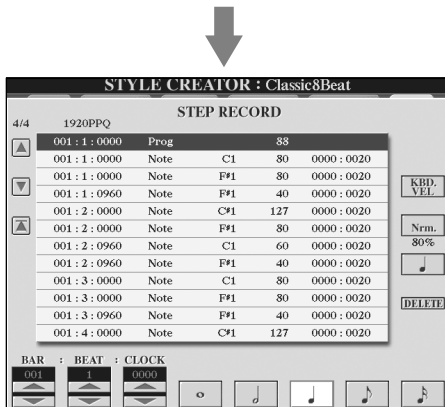 STYLE CREATOR : Classic8Beat
STEP RECORD
4/4 1920PPQ
001 : 1 : 0000 Prog 88
001 : 1 : 0000 Note C1 80 0000 : 0020
001 : 1 : 0000 Note F♯1 80 0000 : 0020
001 : 1 : 0960 Note F♯1 40 0000 : 0020
001 : 2 : 0000 Note C♯1 127 0000 : 0020
001 : 2 : 0000 Note F♯1 80 0000 : 0020
001 : 2 : 0960 Note C1 60 0000 : 0020
001 : 2 : 0960 Note F♯1 40 0000 : 0020
001 : 3 : 0000 Note C1 80 0000 : 0020
001 : 3 : 0000 Note F♯1 80 0000 : 0020
001 : 3 : 0960 Note F♯1 40 0000 : 0020
001 : 4 : 0000 Note C♯1 127 0000 : 0020
KBD.
VEL
Nrm.
80%
DELETE
BAR : BEAT : CLOCK
001 1 0000